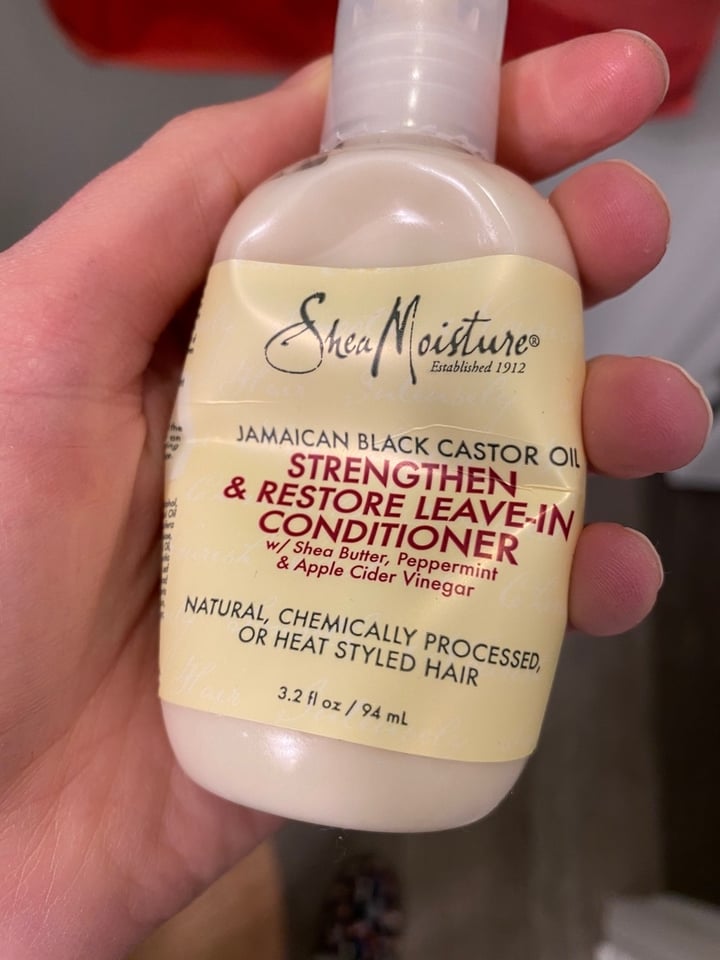 SheaMoisture®
Established 1912
JAMAICAN BLACK CASTOR OIL
STRENGTHEN
& RESTORE LEAVE-IN
CONDITIONER
w/ Shea Butter, Peppermint
& Apple Cider Vinegar
NATURAL, CHEMICALLY PROCESSED,
OR HEAT STYLED HAIR
3.2 fl oz / 94 mL